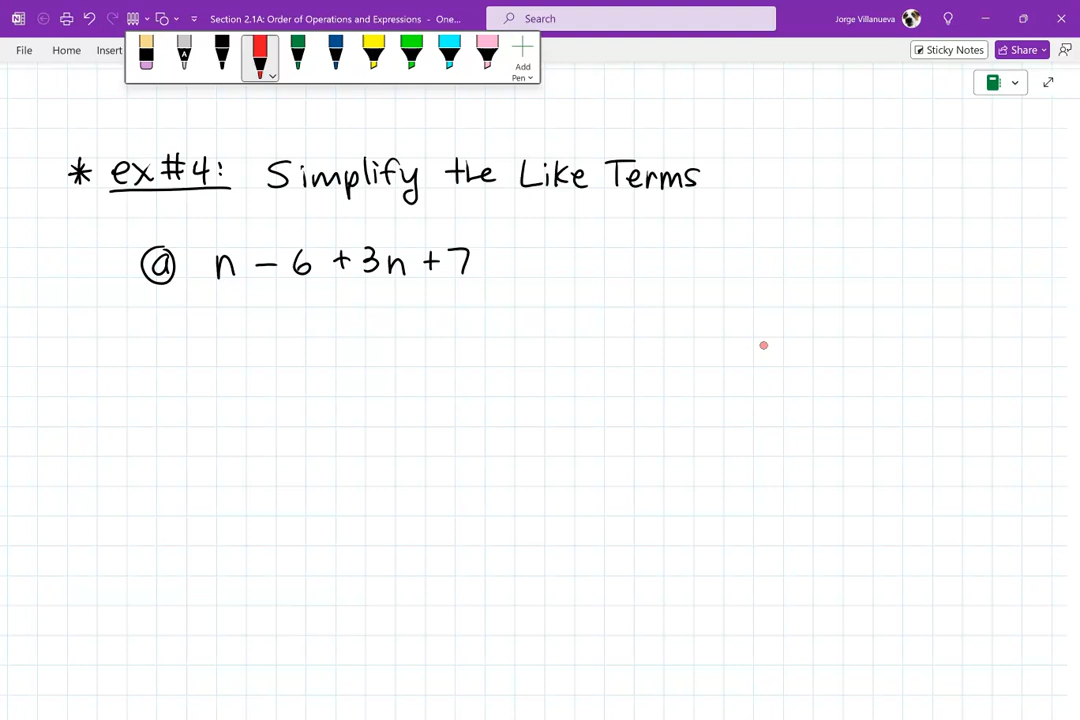 Section 2.1A: Order of Operations and Expressions - One...
Search
Jorge Villanueva
File Home Insert
Sticky Notes
Share
A
Add
Pen
* ex#4: Simplify the Like Terms
ⓐ n - 6 + 3n + 7